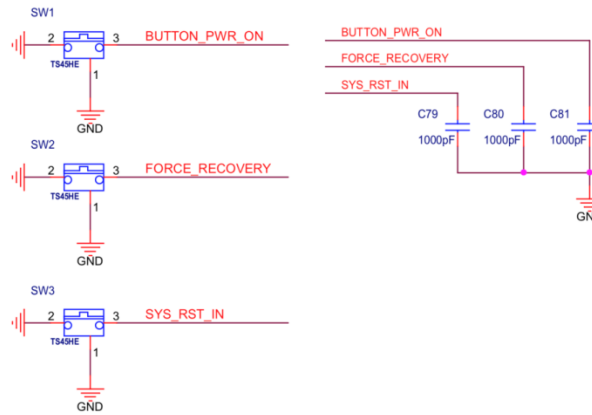 SW1
2
3
BUTTON_PWR_ON
TS45HE
1
GND
SW2
2
3
FORCE_RECOVERY
TS45HE
1
GND
SW3
2
3
SYS_RST_IN
TS45HE
1
GND
BUTTON_PWR_ON
FORCE_RECOVERY
SYS_RST_IN
C79
C80
C81
1000pF
1000pF
1000pF
GN